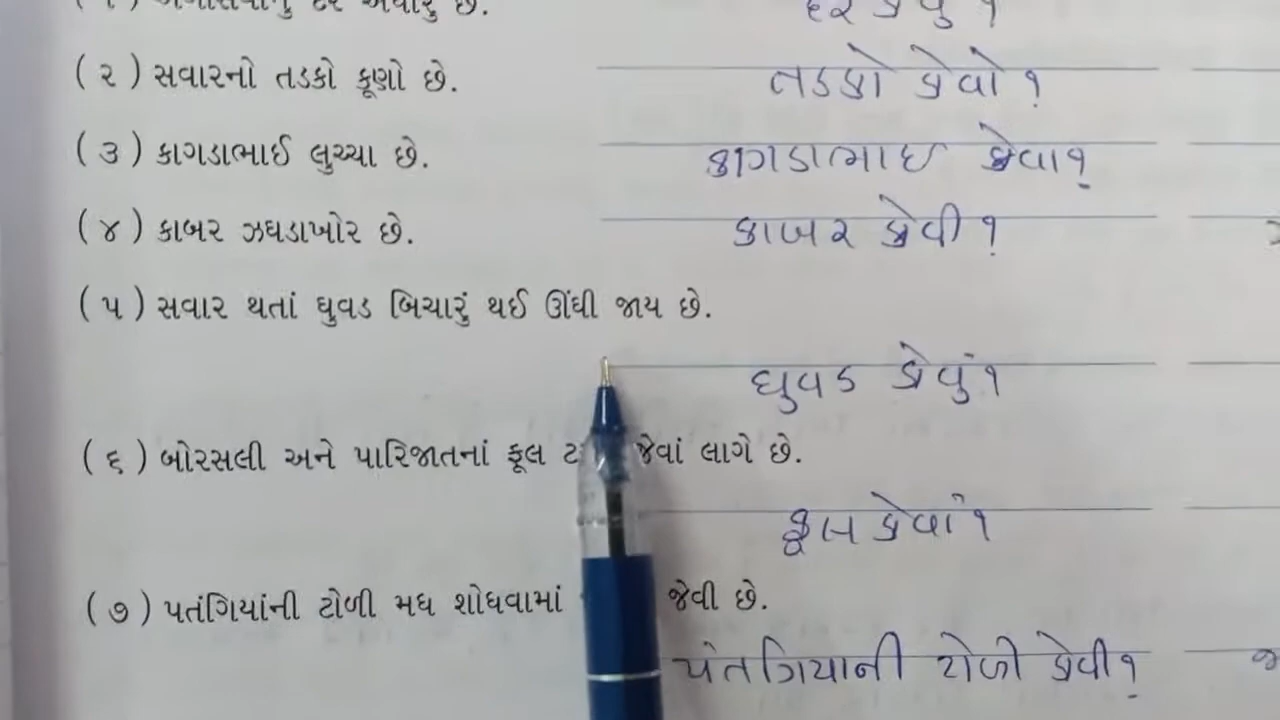 છે.
(૨) સવારનો તડકો કૂણો છે. તડકો કેવો?
(૩) કાગડાભાઈ લુચ્ચા છે. કાગડાભાઇ કેવા?
(૪) કાબર ઝઘડાખોર છે. કાબર કેવી?
(૫) સવાર થતાં ઘુવડ બિચારું થઈ ઊંઘી જાય છે.
ઘુવડ કેવું?
(૬) બોરસલી અને પારિજાતનાં ફૂલ જેવાં લાગે છે.
ફૂલ કેવાં?
(૭) પતંગિયાંની ટોળી મધ શોધવામાં જેવી છે.
પંતગિયાની ટોળી કેવી?